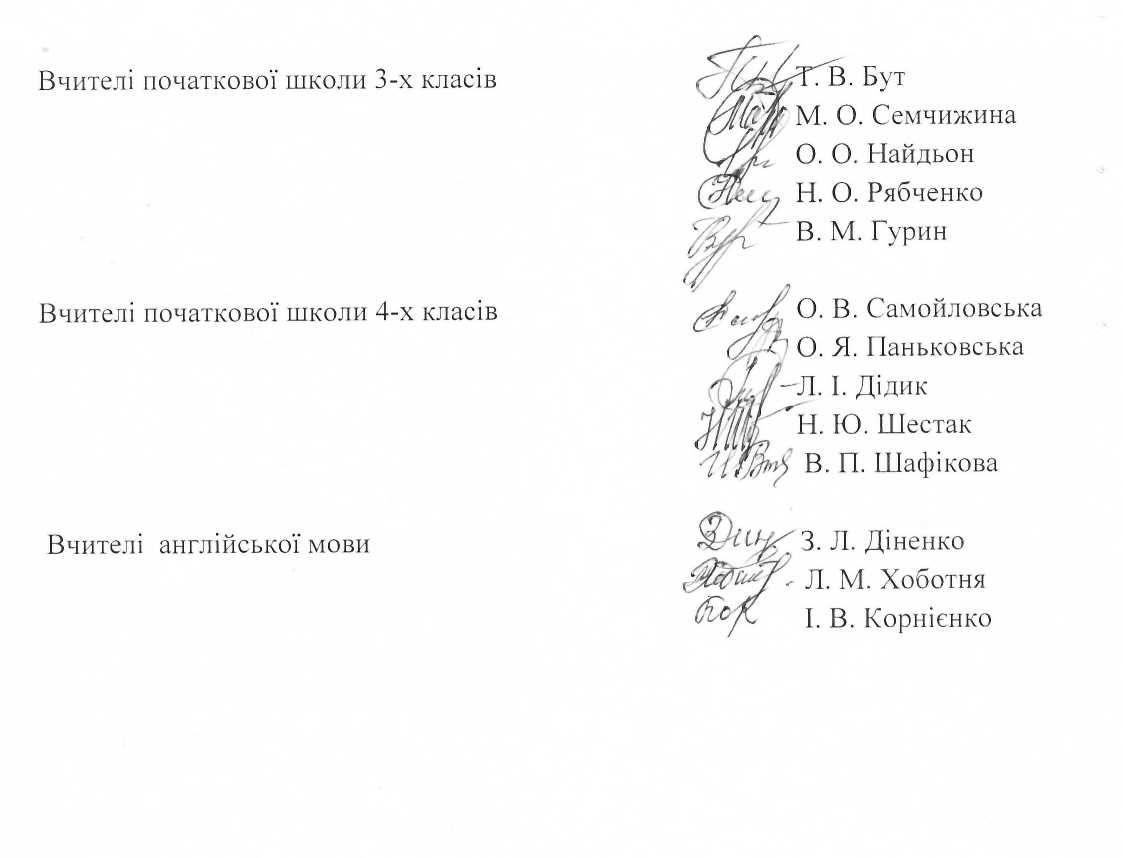 Вчителі початкової школи 3-х класів Т. В. Бут
М. О. Семчижина
О. О. Найдьон
Н. О. Рябченко
В. М. Гурин
Вчителі початкової школи 4-х класів О. В. Самойловська
О. Я. Паньковська
Л. І. Дідик
Н. Ю. Шестак
В. П. Шафікова
Вчителі англійської мови З. Л. Діненко
Л. М. Хоботня
І. В. Корнієнко